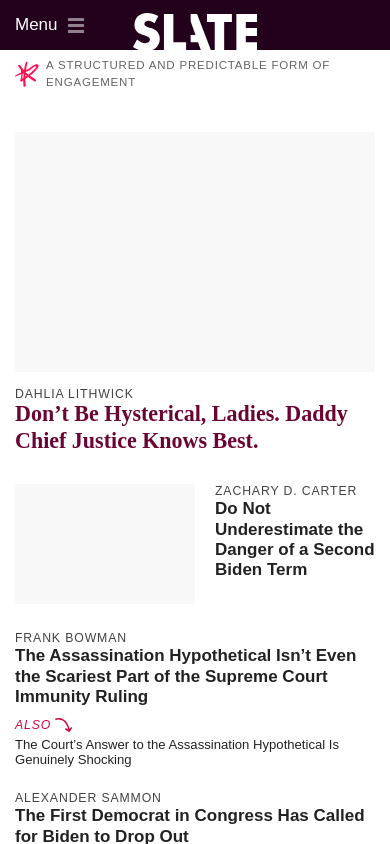 Menu
SLATE
A STRUCTURED AND PREDICTABLE FORM OF
ENGAGEMENT
DAHLIA LITHWICK
Don’t Be Hysterical, Ladies. Daddy
Chief Justice Knows Best.
ZACHARY D. CARTER
Do Not
Underestimate the
Danger of a Second
Biden Term
FRANK BOWMAN
The Assassination Hypothetical Isn’t Even
the Scariest Part of the Supreme Court
Immunity Ruling
ALSO
The Court’s Answer to the Assassination Hypothetical Is
Genuinely Shocking
ALEXANDER SAMMON
The First Democrat in Congress Has Called
for Biden to Drop Out